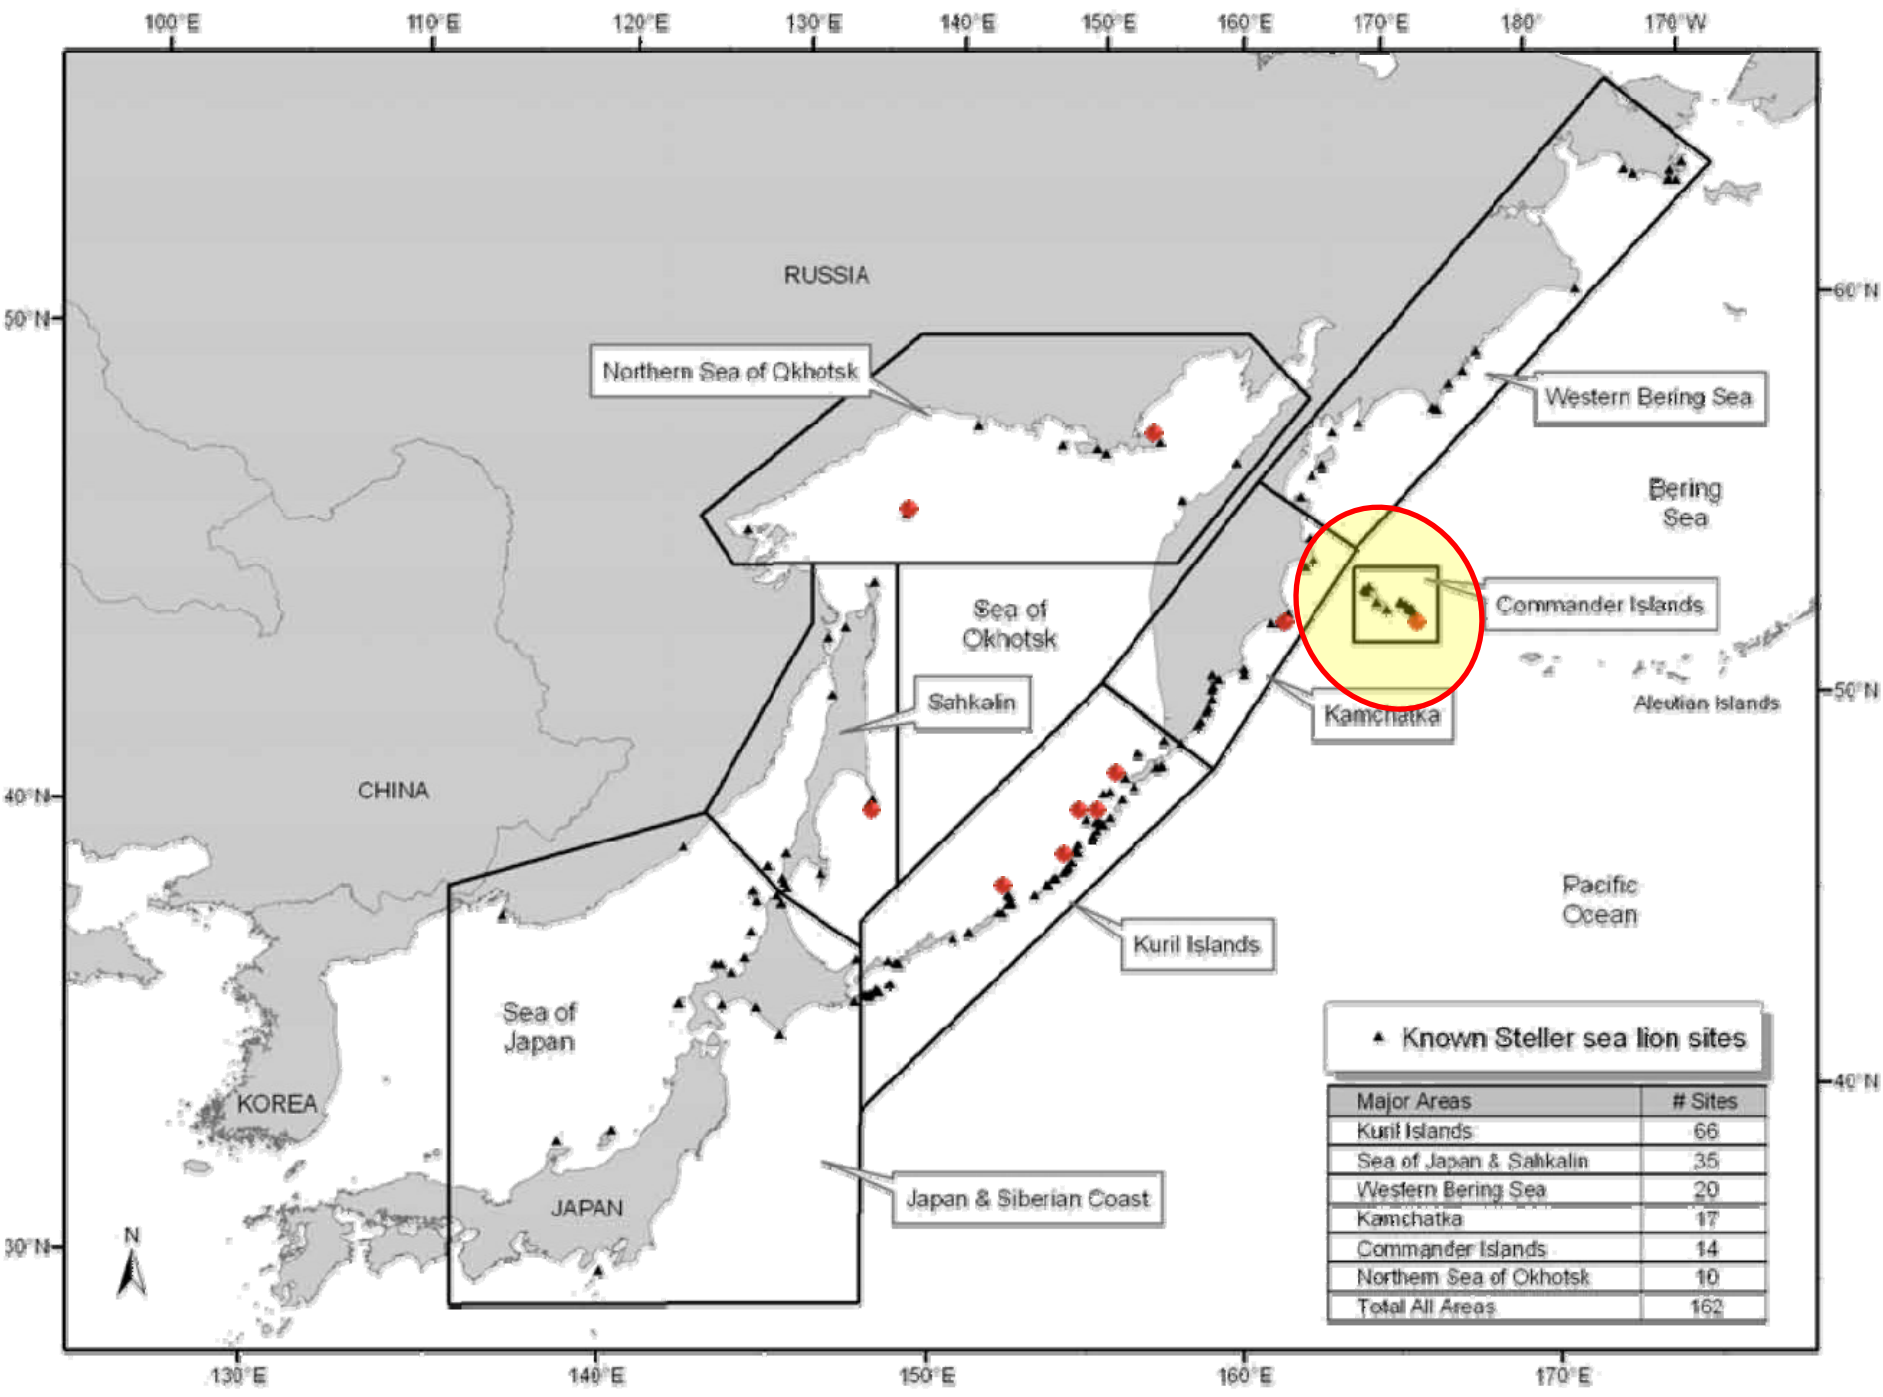 100°E 110°E 120°E 130°E 140°E 150°E 160°E 170°E 180° 170°W
RUSSIA
50°N
60°N
Northern Sea of Okhotsk
Western Bering Sea
Bering
Sea
Commander Islands
Sea of
Okhotsk
Sahkalin
Aleutian Islands
50°N
Kamchatka
CHINA
40°N
Pacific
Ocean
Kuril Islands
Sea of
Japan
Known Steller sea lion sites
40°N
KOREA
Major Areas # Sites
Kuril Islands 66
Sea of Japan & Sahkalin 35
Western Bering Sea 20
Kamchatka 17
Commander Islands 14
Northern Sea of Okhotsk 10
Total All Areas 162
Japan & Siberian Coast
JAPAN
N
30°N
130°E 140°E 150°E 160°E 170°E